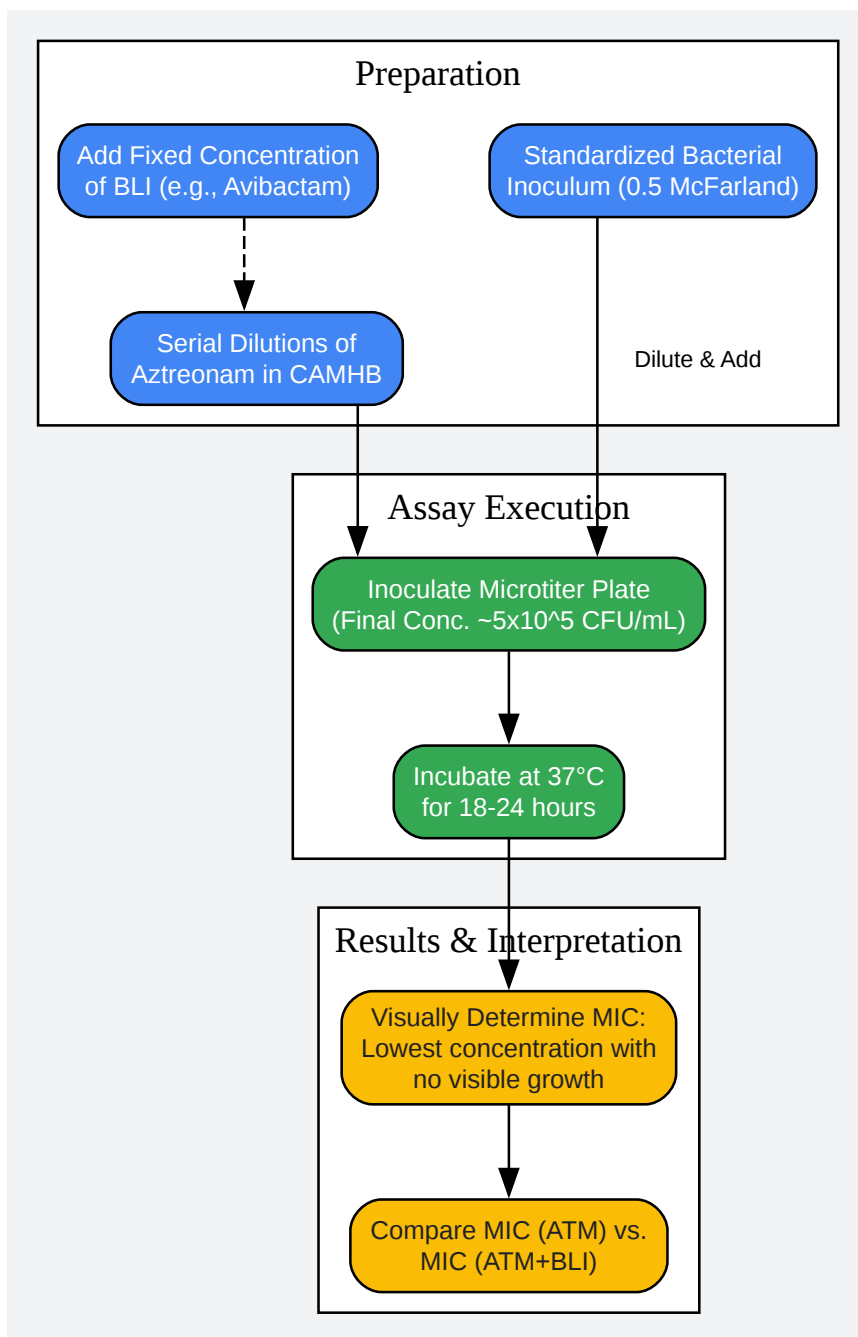 Preparation
Add Fixed Concentration
of BLI (e.g., Avibactam)
Standardized Bacterial
Inoculum (0.5 McFarland)
Serial Dilutions of
Aztreonam in CAMHB
Dilute & Add
Assay Execution
Inoculate Microtiter Plate
(Final Conc. ~5x10^5 CFU/mL)
Incubate at 37°C
for 18-24 hours
Results & Interpretation
Visually Determine MIC:
Lowest concentration with
no visible growth
Compare MIC (ATM) vs.
MIC (ATM+BLI)